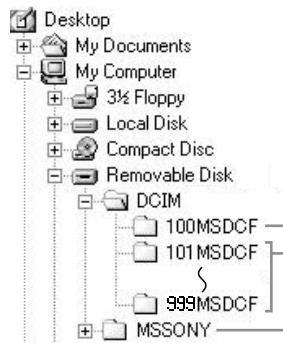 Desktop
My Documents
My Computer
3½ Floppy
Local Disk
Compact Disc
Removable Disk
DCIM
100MSDCF
101MSDCF
999MSDCF
MSSONY